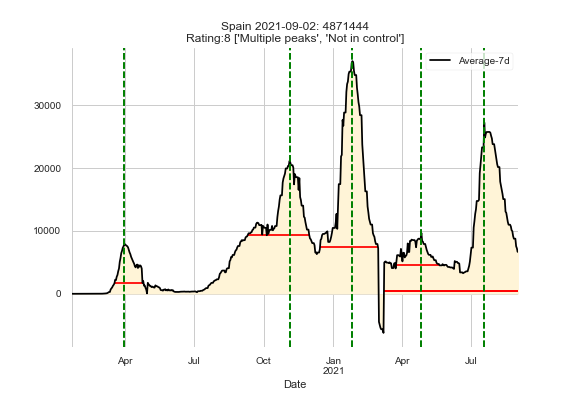 Spain 2021-09-02: 4871444
Rating:8 ['Multiple peaks', 'Not in control']
Average-7d
30000
20000
10000
0
Apr
Jul
Oct
Jan
2021
Apr
Jul
Date